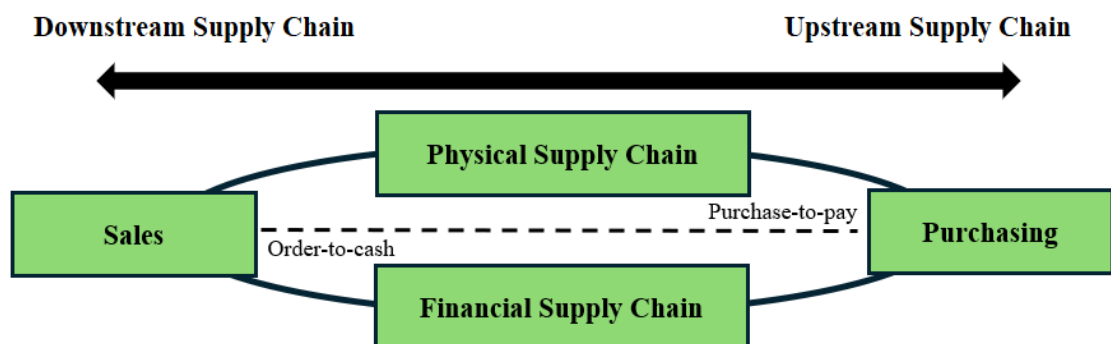 Downstream Supply Chain
Upstream Supply Chain
Physical Supply Chain
Purchase-to-pay
Sales
Purchasing
Order-to-cash
Financial Supply Chain